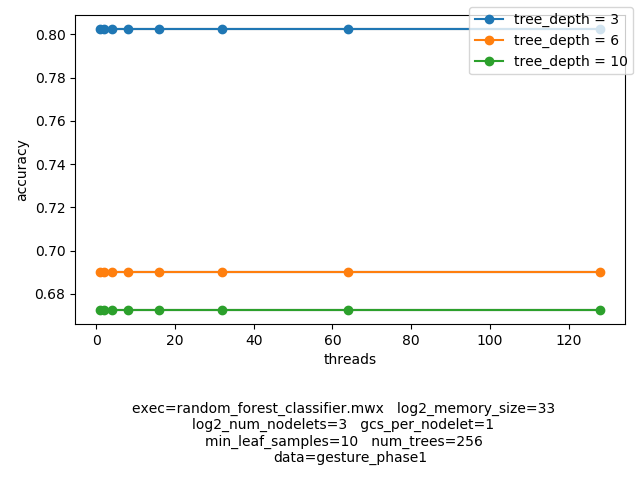 tree_depth = 3
tree_depth = 6
tree_depth = 10
0.80
0.78
0.76
0.74
0.72
0.70
0.68
accuracy
0 20 40 60 80 100 120
threads
exec=random_forest_classifier.mwx log2_memory_size=33
log2_num_nodelets=3 gcs_per_nodelet=1
min_leaf_samples=10 num_trees=256
data=gesture_phase1